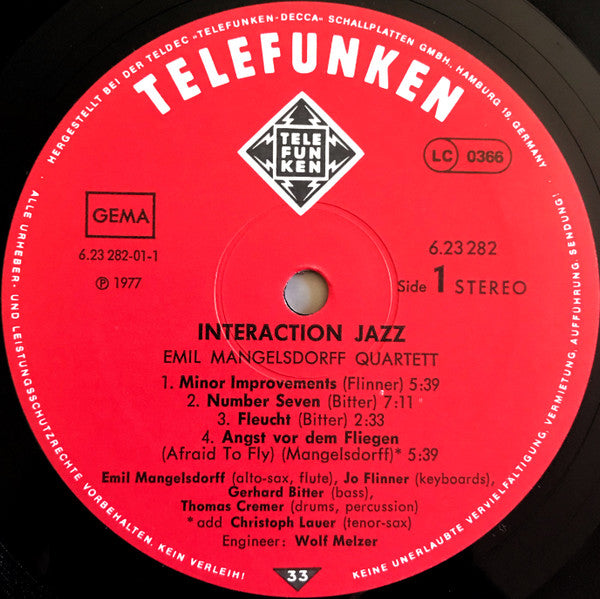 HERGESTELLT BEI DER TELDEC »TELEFUNKEN-DECCA« SCHALLPLATTEN GMBH., HAMBURG 19, GERMANY
TELEFUNKEN
TELE
FUN
KEN
LC 0366
GEMA
6.23 282-01-1
℗ 1977
6.23 282
Side 1 STEREO
INTERACTION JAZZ
EMIL MANGELSDORFF QUARTETT
1. Minor Improvements (Flinner) 5:39
2. Number Seven (Bitter) 7:11
3. Fleucht (Bitter) 2:33
4. Angst vor dem Fliegen
(Afraid To Fly) (Mangelsdorff)* 5:39
Emil Mangelsdorff (alto-sax, flute), Jo Flinner (keyboards),
Gerhard Bitter (bass),
Thomas Cremer (drums, percussion)
* add Christoph Lauer (tenor-sax)
Engineer: Wolf Melzer
ALLE URHEBER- UND LEISTUNGSSCHUTZRECHTE VORBEHALTEN. KEIN VERLEIH!
KEINE UNERLAUBTE VERVIELFÄLTIGUNG, VERMIETUNG, AUFFÜHRUNG, SENDUNG!
33